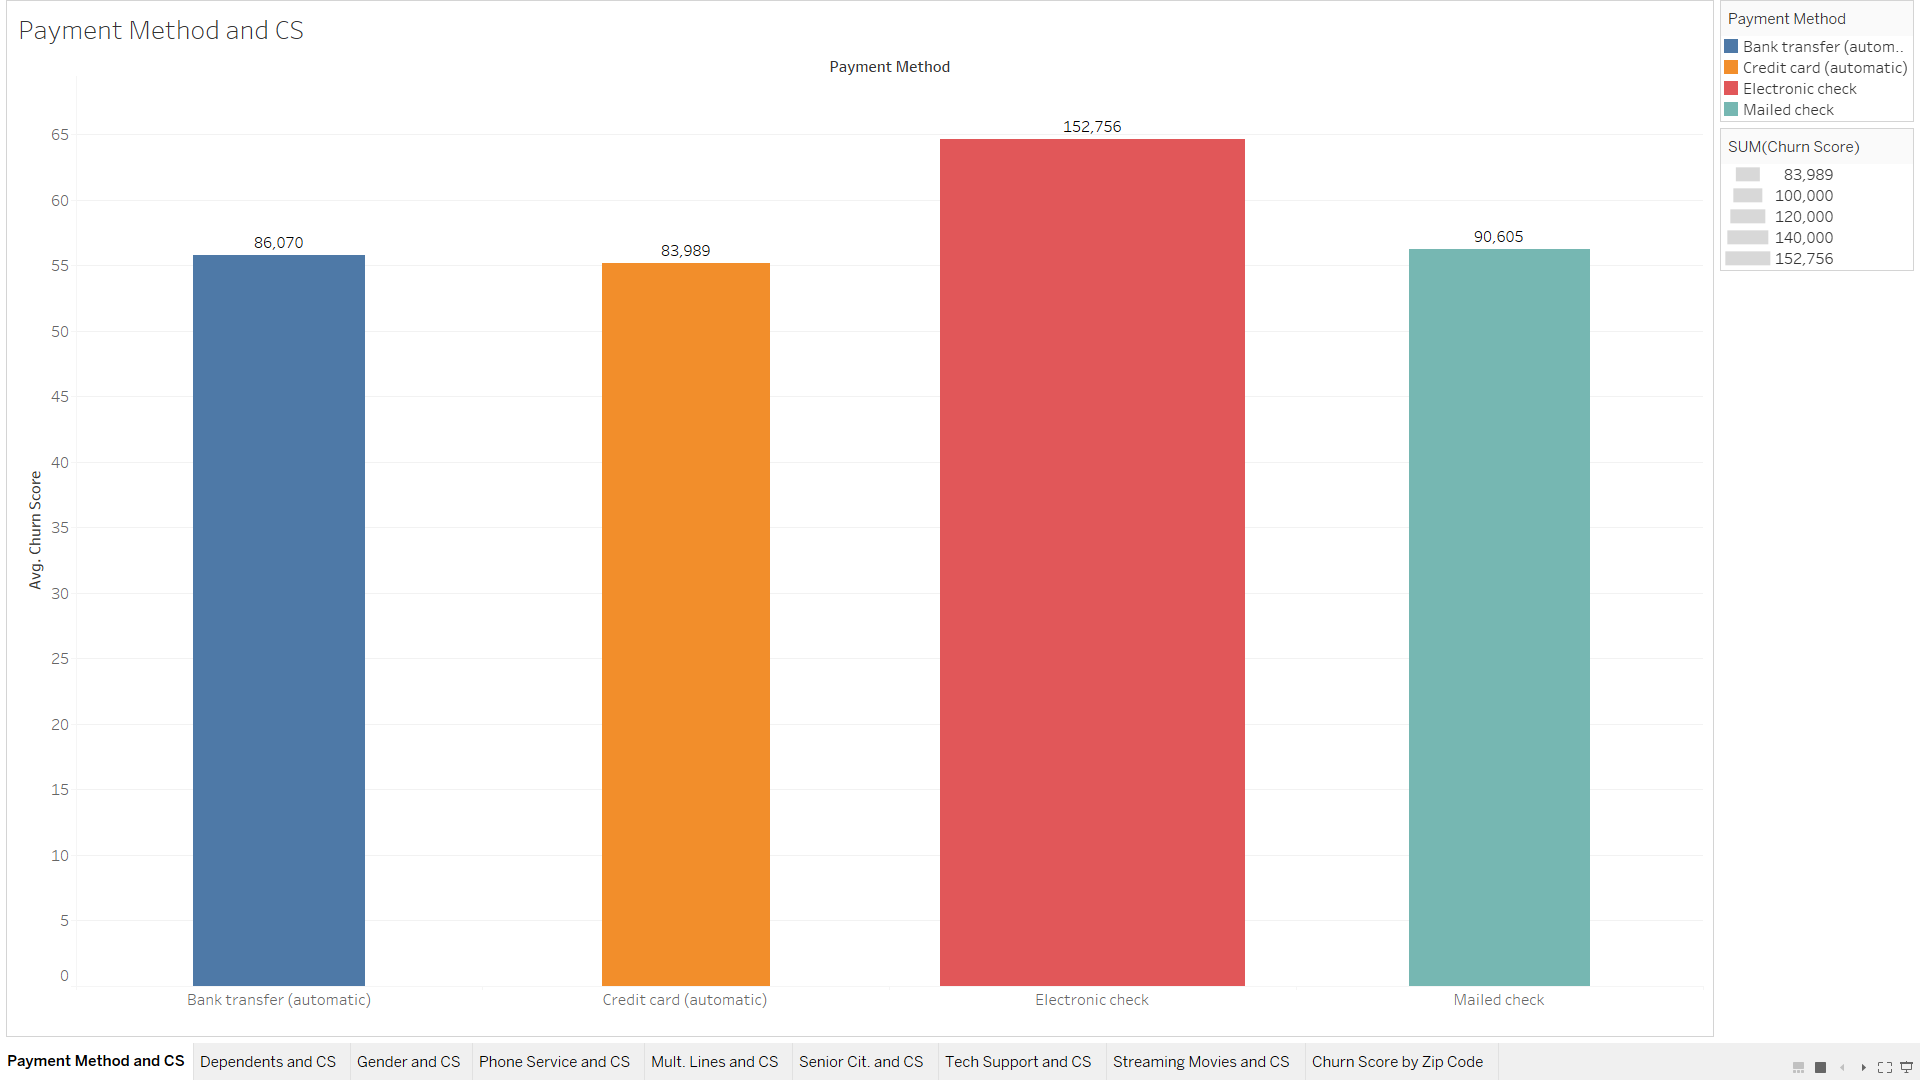 Payment Method and CS
Payment Method
65
60
55
50
45
40
35
30
25
20
15
10
5
0
Avg. Churn Score
86,070
83,989
152,756
90,605
Bank transfer (automatic)
Credit card (automatic)
Electronic check
Mailed check
Payment Method
Bank transfer (autom..
Credit card (automatic)
Electronic check
Mailed check
SUM(Churn Score)
83,989
100,000
120,000
140,000
152,756
Payment Method and CS Dependents and CS Gender and CS Phone Service and CS Mult. Lines and CS Senior Cit. and CS Tech Support and CS Streaming Movies and CS Churn Score by Zip Code